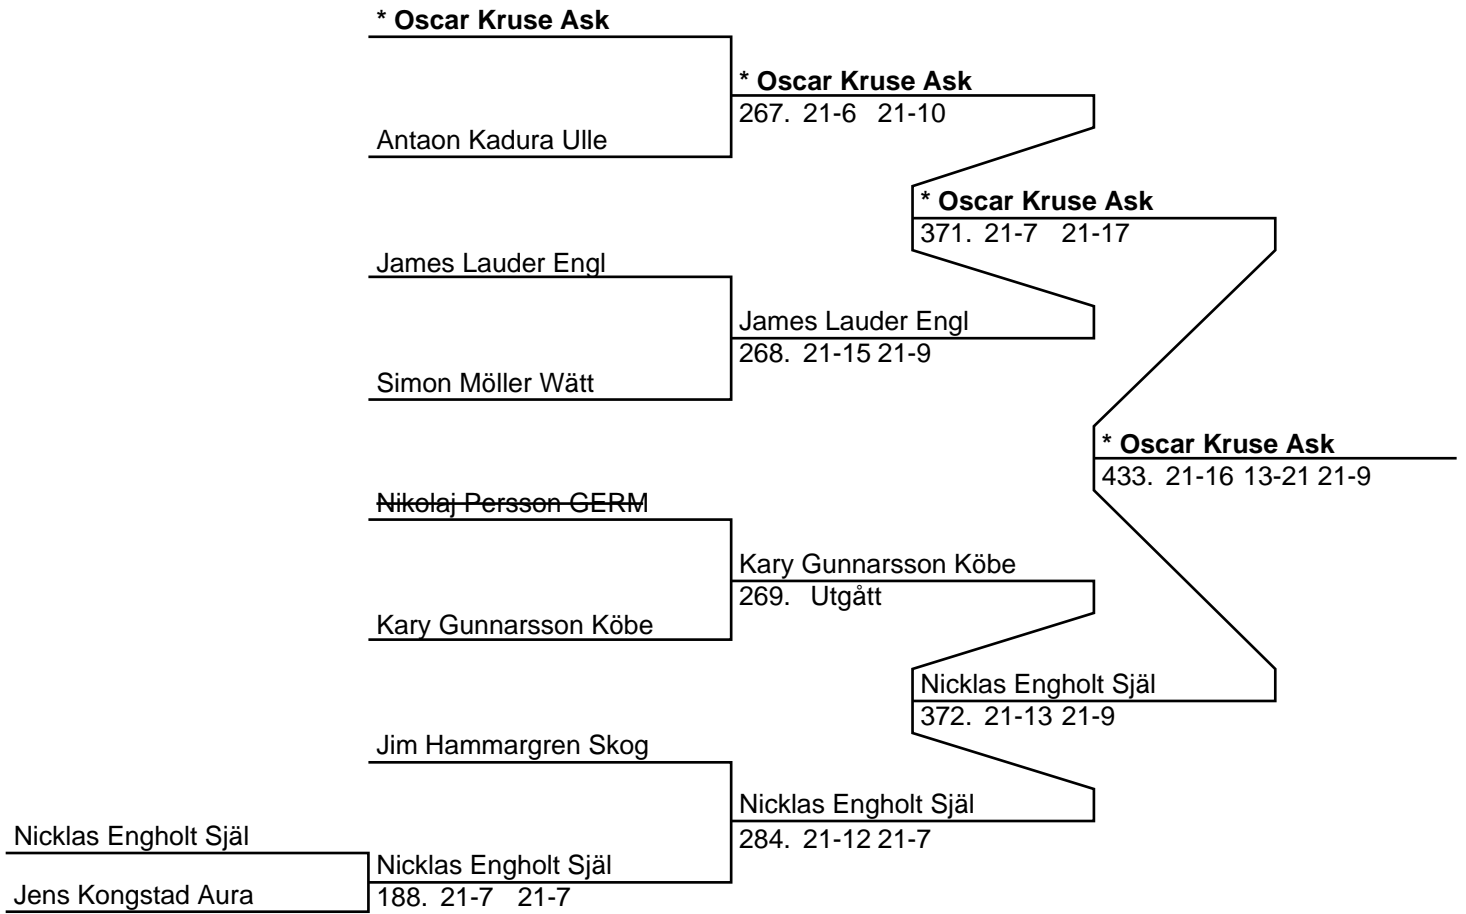 * Oscar Kruse Ask
* Oscar Kruse Ask
267. 21-6 21-10
Antaon Kadura Ulle
* Oscar Kruse Ask
371. 21-7 21-17
James Lauder Engl
James Lauder Engl
268. 21-15 21-9
Simon Möller Wätt
* Oscar Kruse Ask
433. 21-16 13-21 21-9
Nikolaj Persson GERM
Kary Gunnarsson Köbe
269. Utgått
Kary Gunnarsson Köbe
Nicklas Engholt Själ
372. 21-13 21-9
Jim Hammargren Skog
Nicklas Engholt Själ
284. 21-12 21-7
Nicklas Engholt Själ
Nicklas Engholt Själ
188. 21-7 21-7
Jens Kongstad Aura